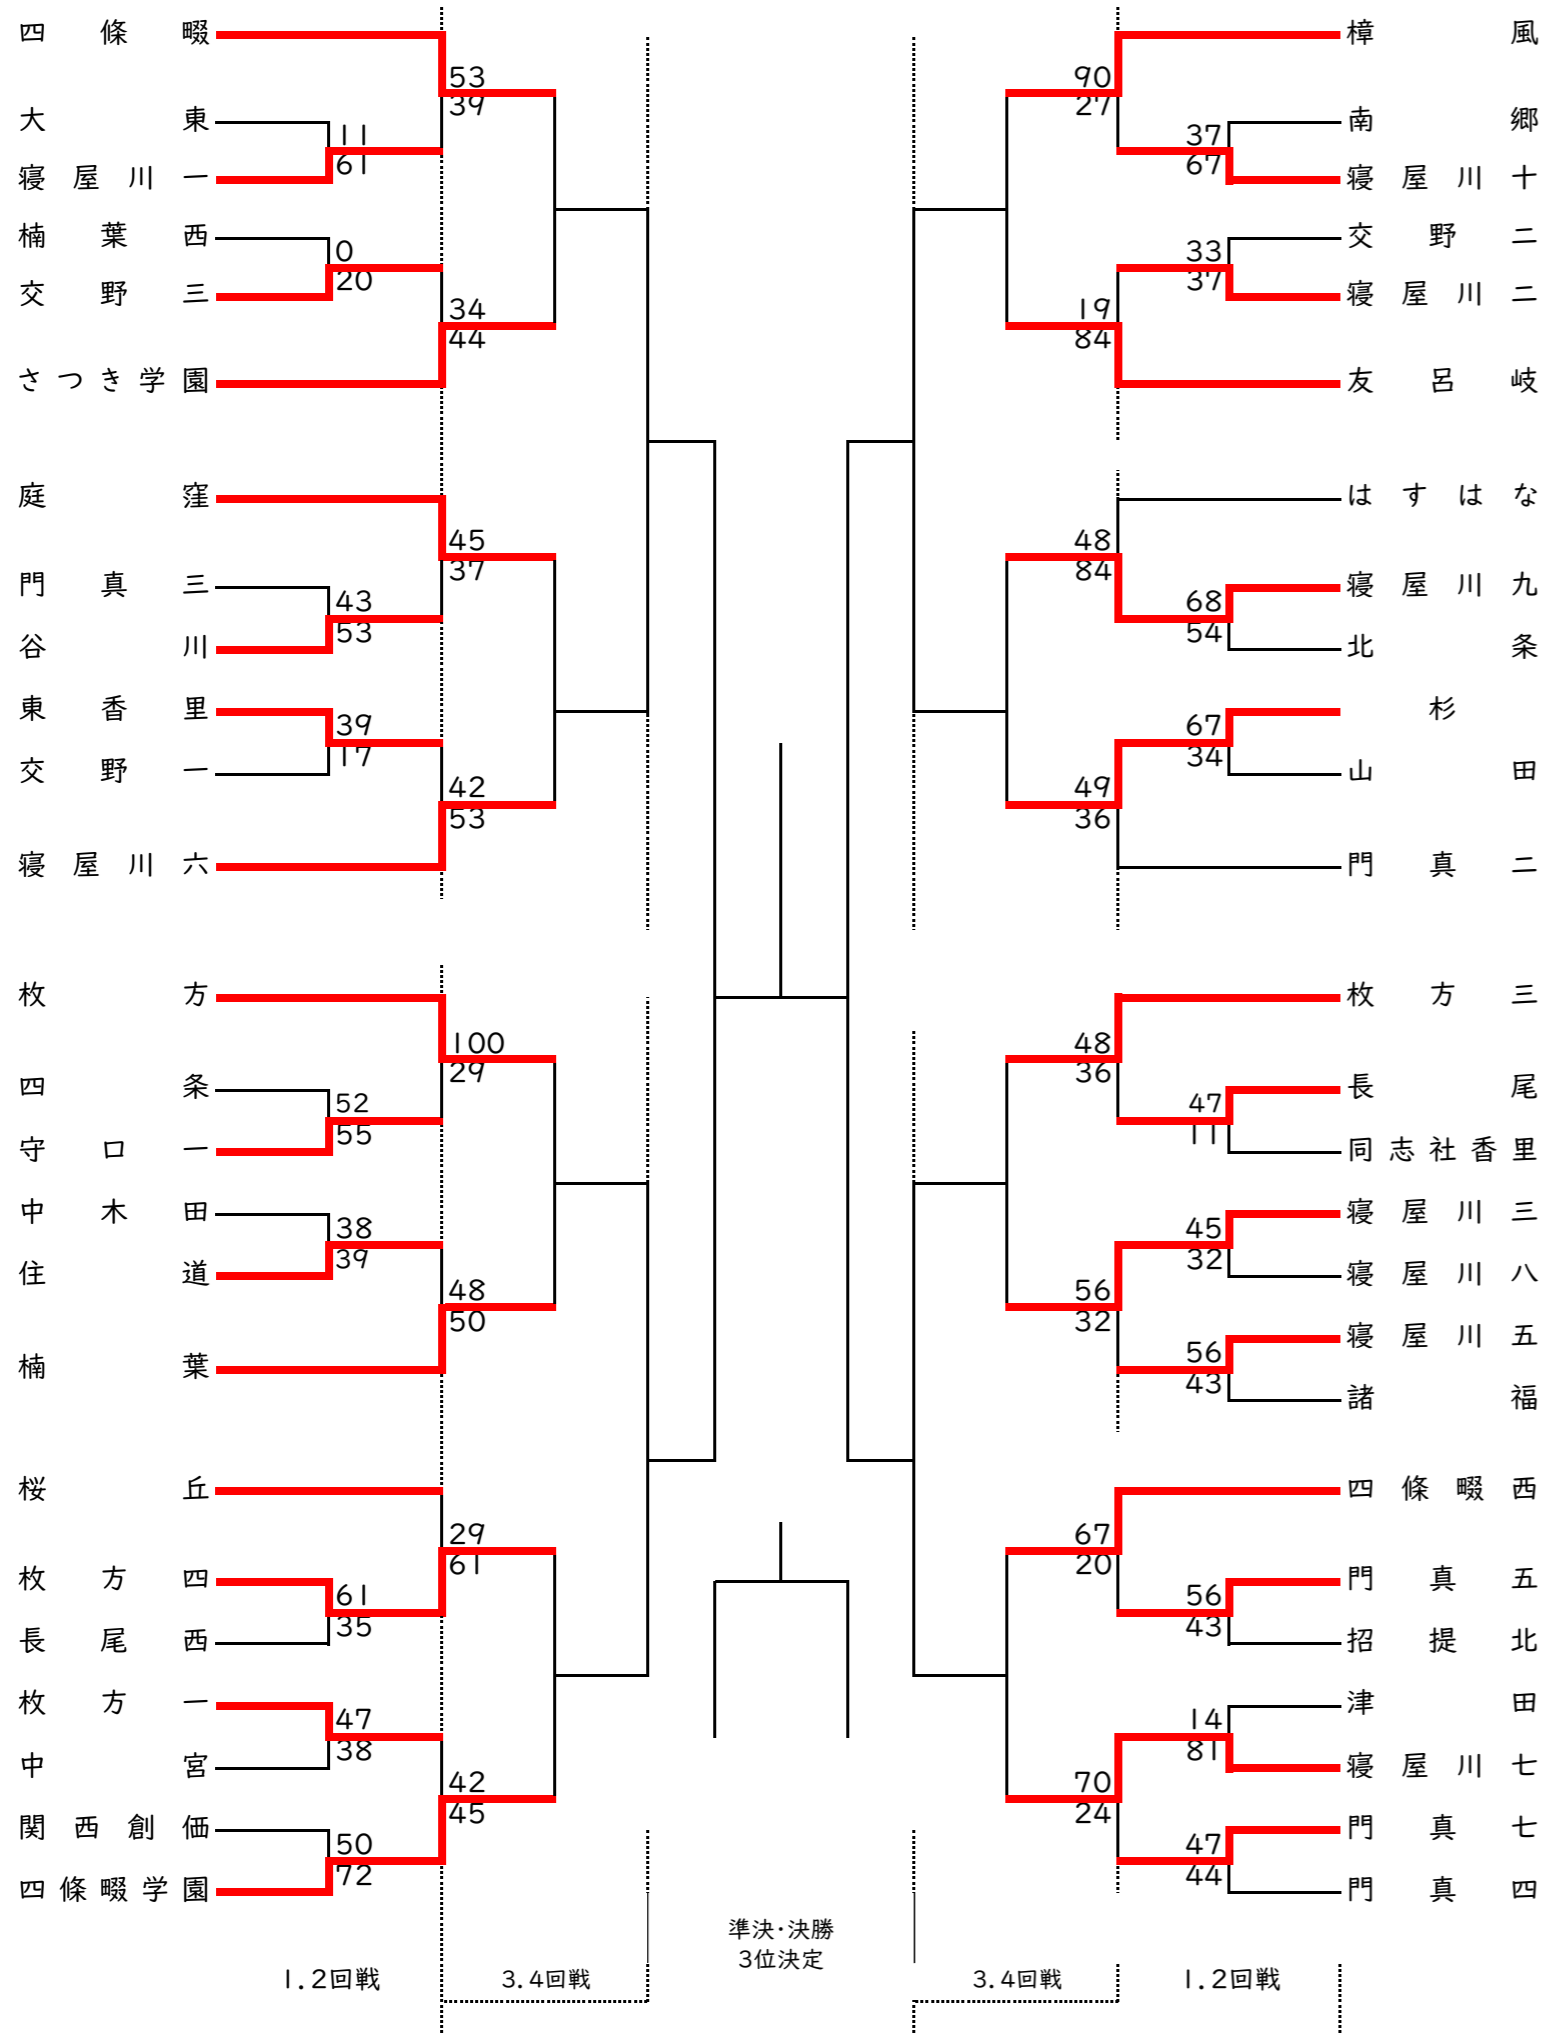 四條畷
樟風
53
90
39
27
大東
南郷
11
37
61
67
寝屋川一
寝屋川十
楠葉西
交野二
0
33
20
37
交野三
寝屋川二
34
19
44
84
さつき学園
友呂岐
庭窪
はすはな
45
48
37
84
門真三
寝屋川九
43
68
53
54
谷川
北条
東香里
杉
39
67
17
34
交野一
山田
42
49
53
36
寝屋川六
門真二
枚方
枚方三
100
48
29
36
四条
長尾
52
47
55
11
守口一
同志社香里
中木田
寝屋川三
38
45
39
32
住道
寝屋川八
48
56
50
32
楠葉
寝屋川五
56
43
諸福
桜丘
四條畷西
29
67
61
20
枚方四
門真五
61
56
35
43
長尾西
招提北
枚方一
津田
47
14
38
81
中宮
寝屋川七
42
70
45
24
関西創価
門真七
50
47
72
44
四條畷学園
門真四
準決・決勝
3位決定
1.2回戦
3.4回戦
3.4回戦
1.2回戦